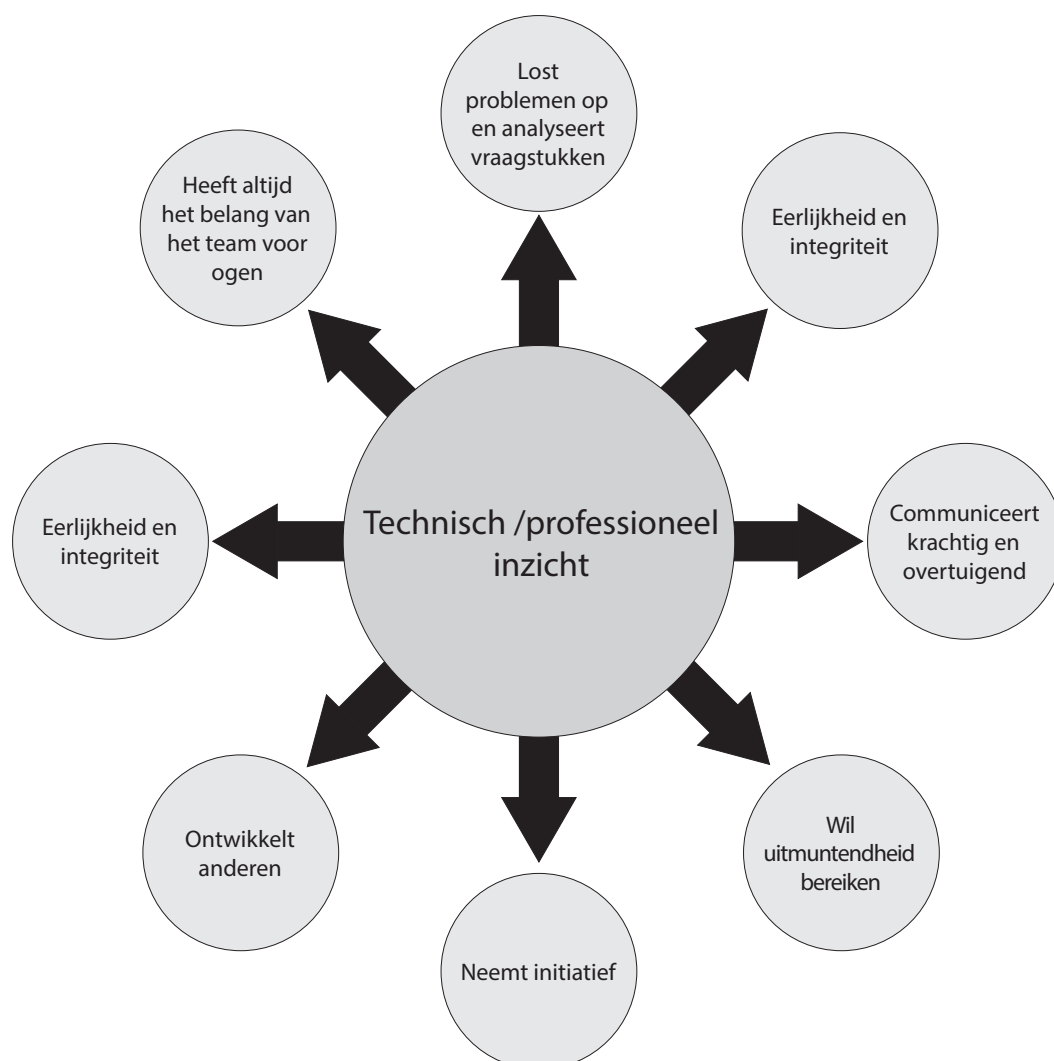 Lost
problemen op
en analyseert
vraagstukken
Heeft altijd
het belang van
het team voor
ogen
Eerlijkheid en
integriteit
Technisch /professioneel
inzicht
Eerlijkheid en
integriteit
Communiceert
krachtig en
overtuigend
Ontwikkelt
anderen
Wil
uitmuntendheid
bereiken
Neemt initiatief